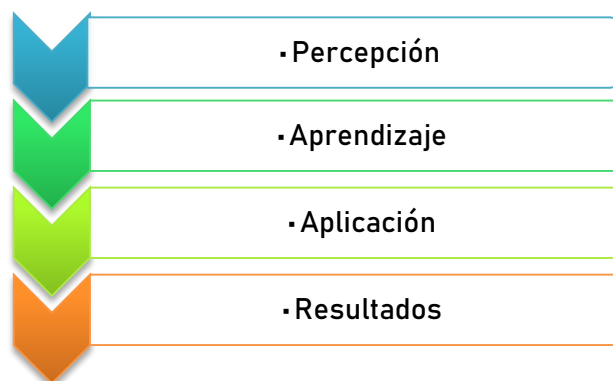 ▪Percepción
▪Aprendizaje
▪Aplicación
▪Resultados